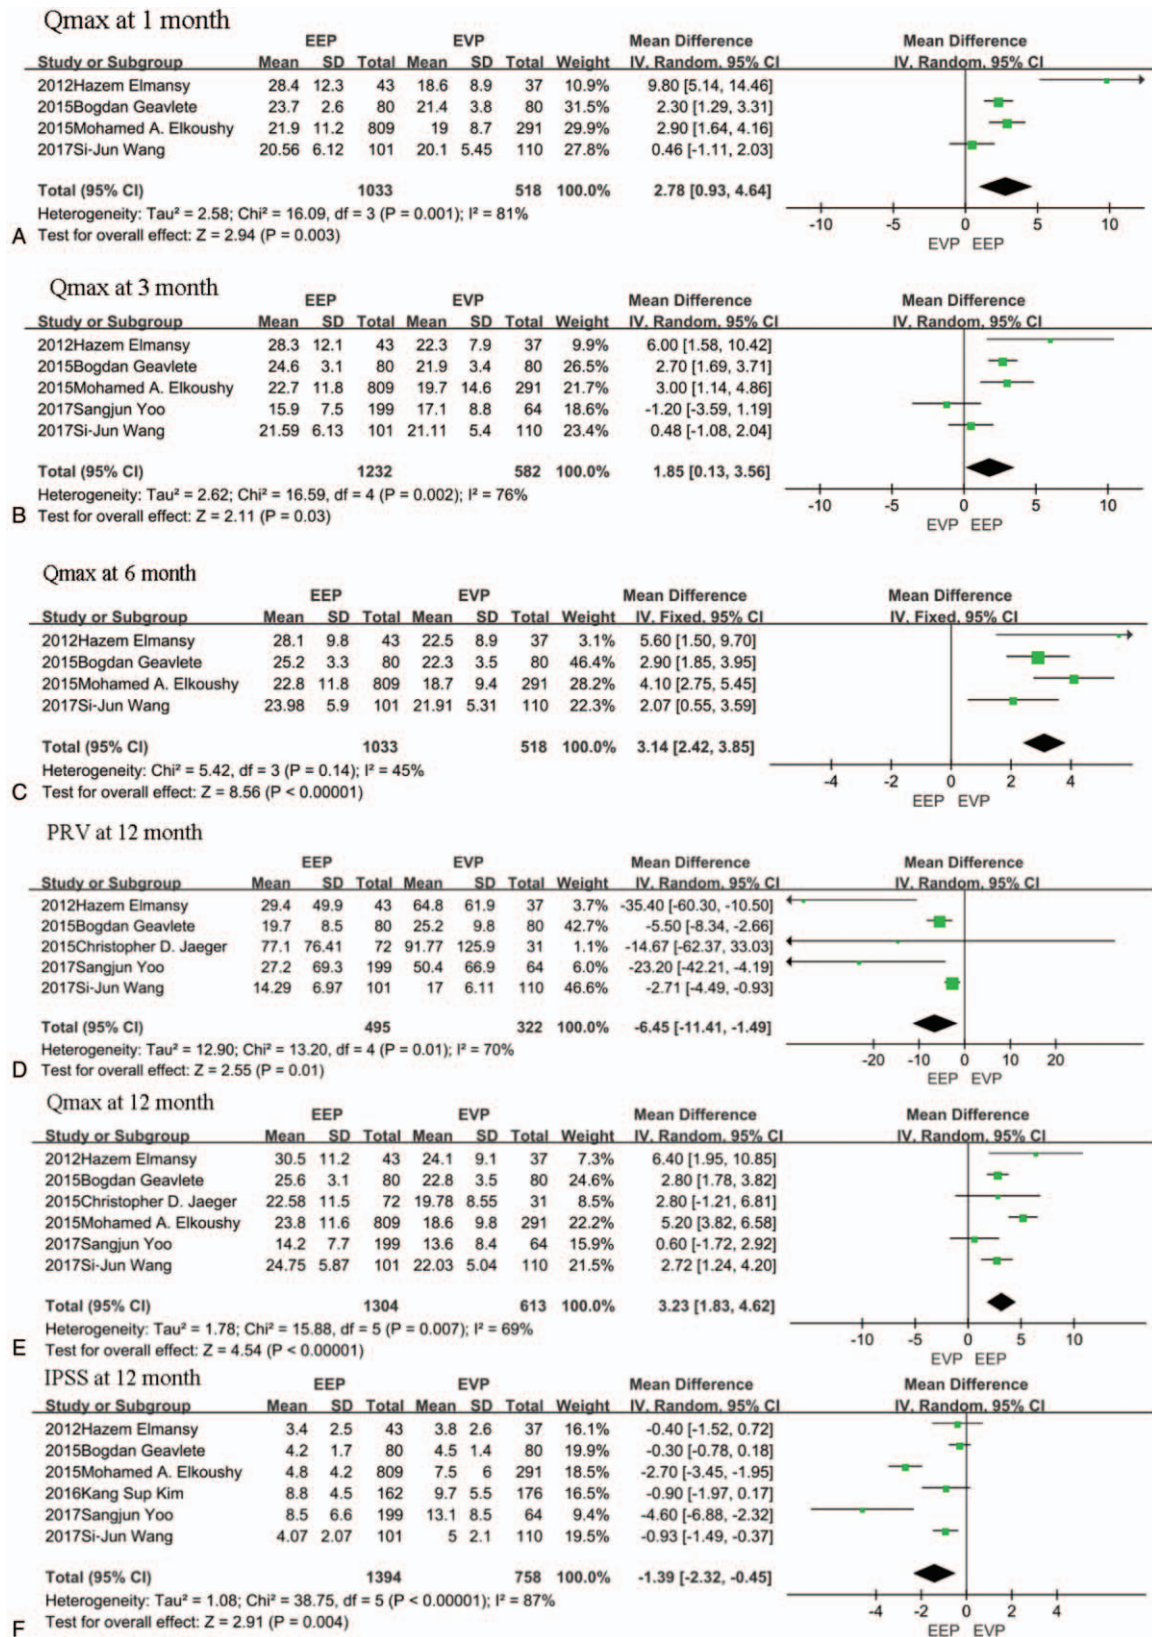 Qmax at 1 month
EEP EVP Mean Difference Mean Difference
Study or Subgroup Mean SD Total Mean SD Total Weight IV, Random, 95% CI IV, Random, 95% CI
2012Hazem Elmansy 28.4 12.3 43 18.6 8.9 37 10.9% 9.80 [5.14, 14.46]
2015Bogdan Geavlete 23.7 2.6 80 21.4 3.8 80 31.5% 2.30 [1.29, 3.31]
2015Mohamed A. Elkoushy 21.9 11.2 809 19 8.7 291 29.9% 2.90 [1.64, 4.16]
2017Si-Jun Wang 20.56 6.12 101 20.1 5.45 110 27.8% 0.46 [-1.11, 2.03]
Total (95% CI) 1033 518 100.0% 2.78 [0.93, 4.64]
Heterogeneity: Tau² = 2.58; Chi² = 16.09, df = 3 (P = 0.001); I² = 81%
Test for overall effect: Z = 2.94 (P = 0.003)
-10 -5 0 5 10
EVP EEP
A
Qmax at 3 month
EEP EVP Mean Difference Mean Difference
Study or Subgroup Mean SD Total Mean SD Total Weight IV, Random, 95% CI IV, Random, 95% CI
2012Hazem Elmansy 28.3 12.1 43 22.3 7.9 37 9.9% 6.00 [1.58, 10.42]
2015Bogdan Geavlete 24.6 3.1 80 21.9 3.4 80 26.5% 2.70 [1.69, 3.71]
2015Mohamed A. Elkoushy 22.7 11.8 809 19.7 14.6 291 21.7% 3.00 [1.14, 4.86]
2017Sangjun Yoo 15.9 7.5 199 17.1 8.8 64 18.6% -1.20 [-3.59, 1.19]
2017Si-Jun Wang 21.59 6.13 101 21.11 5.4 110 23.4% 0.48 [-1.08, 2.04]
Total (95% CI) 1232 582 100.0% 1.85 [0.13, 3.56]
Heterogeneity: Tau² = 2.62; Chi² = 16.59, df = 4 (P = 0.002); I² = 76%
Test for overall effect: Z = 2.11 (P = 0.03)
-10 -5 0 5 10
EVP EEP
B
Qmax at 6 month
EEP EVP Mean Difference Mean Difference
Study or Subgroup Mean SD Total Mean SD Total Weight IV, Fixed, 95% CI IV, Fixed, 95% CI
2012Hazem Elmansy 28.1 9.8 43 22.5 8.9 37 3.1% 5.60 [1.50, 9.70]
2015Bogdan Geavlete 25.2 3.3 80 22.3 3.5 80 46.4% 2.90 [1.85, 3.95]
2015Mohamed A. Elkoushy 22.8 11.8 809 18.7 9.4 291 28.2% 4.10 [2.75, 5.45]
2017Si-Jun Wang 23.98 5.9 101 21.91 5.31 110 22.3% 2.07 [0.55, 3.59]
Total (95% CI) 1033 518 100.0% 3.14 [2.42, 3.85]
Heterogeneity: Chi² = 5.42, df = 3 (P = 0.14); I² = 45%
Test for overall effect: Z = 8.56 (P < 0.00001)
-4 -2 0 2 4
EEP EVP
C
PRV at 12 month
EEP EVP Mean Difference Mean Difference
Study or Subgroup Mean SD Total Mean SD Total Weight IV, Random, 95% CI IV, Random, 95% CI
2012Hazem Elmansy 29.4 49.9 43 64.8 61.9 37 3.7% -35.40 [-60.30, -10.50]
2015Bogdan Geavlete 19.7 8.5 80 25.2 9.8 80 42.7% -5.50 [-8.34, -2.66]
2015Christopher D. Jaeger 77.1 76.41 72 91.77 125.9 31 1.1% -14.67 [-62.37, 33.03]
2017Sangjun Yoo 27.2 69.3 199 50.4 66.9 64 6.0% -23.20 [-42.21, -4.19]
2017Si-Jun Wang 14.29 6.97 101 17 6.11 110 46.6% -2.71 [-4.49, -0.93]
Total (95% CI) 495 322 100.0% -6.45 [-11.41, -1.49]
Heterogeneity: Tau² = 12.90; Chi² = 13.20, df = 4 (P = 0.01); I² = 70%
Test for overall effect: Z = 2.55 (P = 0.01)
-20 -10 0 10 20
EEP EVP
D
Qmax at 12 month
EEP EVP Mean Difference Mean Difference
Study or Subgroup Mean SD Total Mean SD Total Weight IV, Random, 95% CI IV, Random, 95% CI
2012Hazem Elmansy 30.5 11.2 43 24.1 9.1 37 7.3% 6.40 [1.95, 10.85]
2015Bogdan Geavlete 25.6 3.1 80 22.8 3.5 80 24.6% 2.80 [1.78, 3.82]
2015Christopher D. Jaeger 22.58 11.5 72 19.78 8.55 31 8.5% 2.80 [-1.21, 6.81]
2015Mohamed A. Elkoushy 23.8 11.6 809 18.6 9.8 291 22.2% 5.20 [3.82, 6.58]
2017Sangjun Yoo 14.2 7.7 199 13.6 8.4 64 15.9% 0.60 [-1.72, 2.92]
2017Si-Jun Wang 24.75 5.87 101 22.03 5.04 110 21.5% 2.72 [1.24, 4.20]
Total (95% CI) 1304 613 100.0% 3.23 [1.83, 4.62]
Heterogeneity: Tau² = 1.78; Chi² = 15.88, df = 5 (P = 0.007); I² = 69%
Test for overall effect: Z = 4.54 (P < 0.00001)
-10 -5 0 5 10
EVP EEP
E
IPSS at 12 month
EEP EVP Mean Difference Mean Difference
Study or Subgroup Mean SD Total Mean SD Total Weight IV, Random, 95% CI IV, Random, 95% CI
2012Hazem Elmansy 3.4 2.5 43 3.8 2.6 37 16.1% -0.40 [-1.52, 0.72]
2015Bogdan Geavlete 4.2 1.7 80 4.5 1.4 80 19.9% -0.30 [-0.78, 0.18]
2015Mohamed A. Elkoushy 4.8 4.2 809 7.5 6 291 18.5% -2.70 [-3.45, -1.95]
2016Kang Sup Kim 8.8 4.5 162 9.7 5.5 176 16.5% -0.90 [-1.97, 0.17]
2017Sangjun Yoo 8.5 6.6 199 13.1 8.5 64 9.4% -4.60 [-6.88, -2.32]
2017Si-Jun Wang 4.07 2.07 101 5 2.1 110 19.5% -0.93 [-1.49, -0.37]
Total (95% CI) 1394 758 100.0% -1.39 [-2.32, -0.45]
Heterogeneity: Tau² = 1.08; Chi² = 38.75, df = 5 (P < 0.00001); I² = 87%
Test for overall effect: Z = 2.91 (P = 0.004)
-4 -2 0 2 4
EEP EVP
F